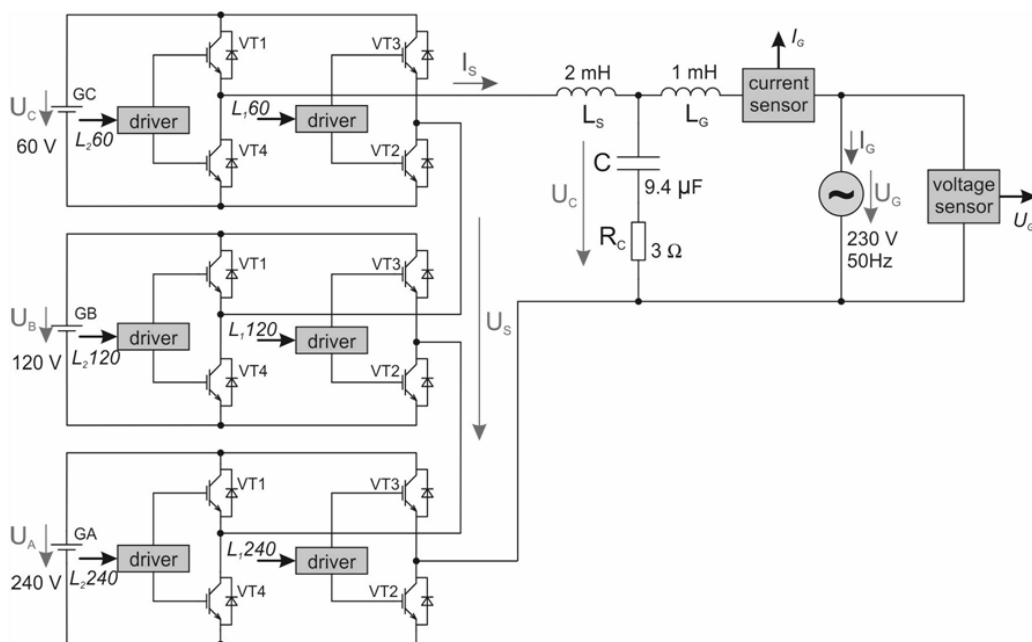 VT1
VT3
I_S
I_G
U_C
GC
60 V
L_2 60
driver
L_1 60
driver
VT4
VT2
2 mH
L_S
1 mH
L_G
current
sensor
U_C
C
9.4 µF
R_C
3 Ω
I_G
~
U_G
230 V
50Hz
voltage
sensor
U_G
VT1
VT3
U_B
GB
120 V
L_2 120
driver
L_1 120
driver
VT4
VT2
U_S
VT1
VT3
U_A
GA
240 V
L_2 240
driver
L_1 240
driver
VT4
VT2